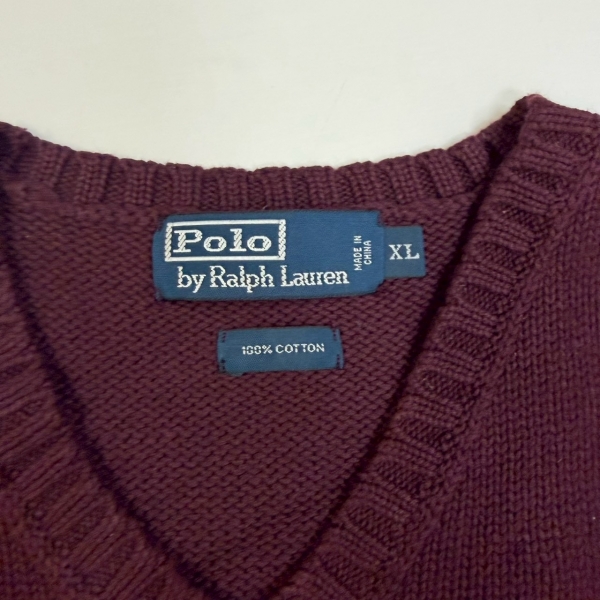 Polo
by Ralph Lauren
MADE IN
CHINA
XL
100% COTTON